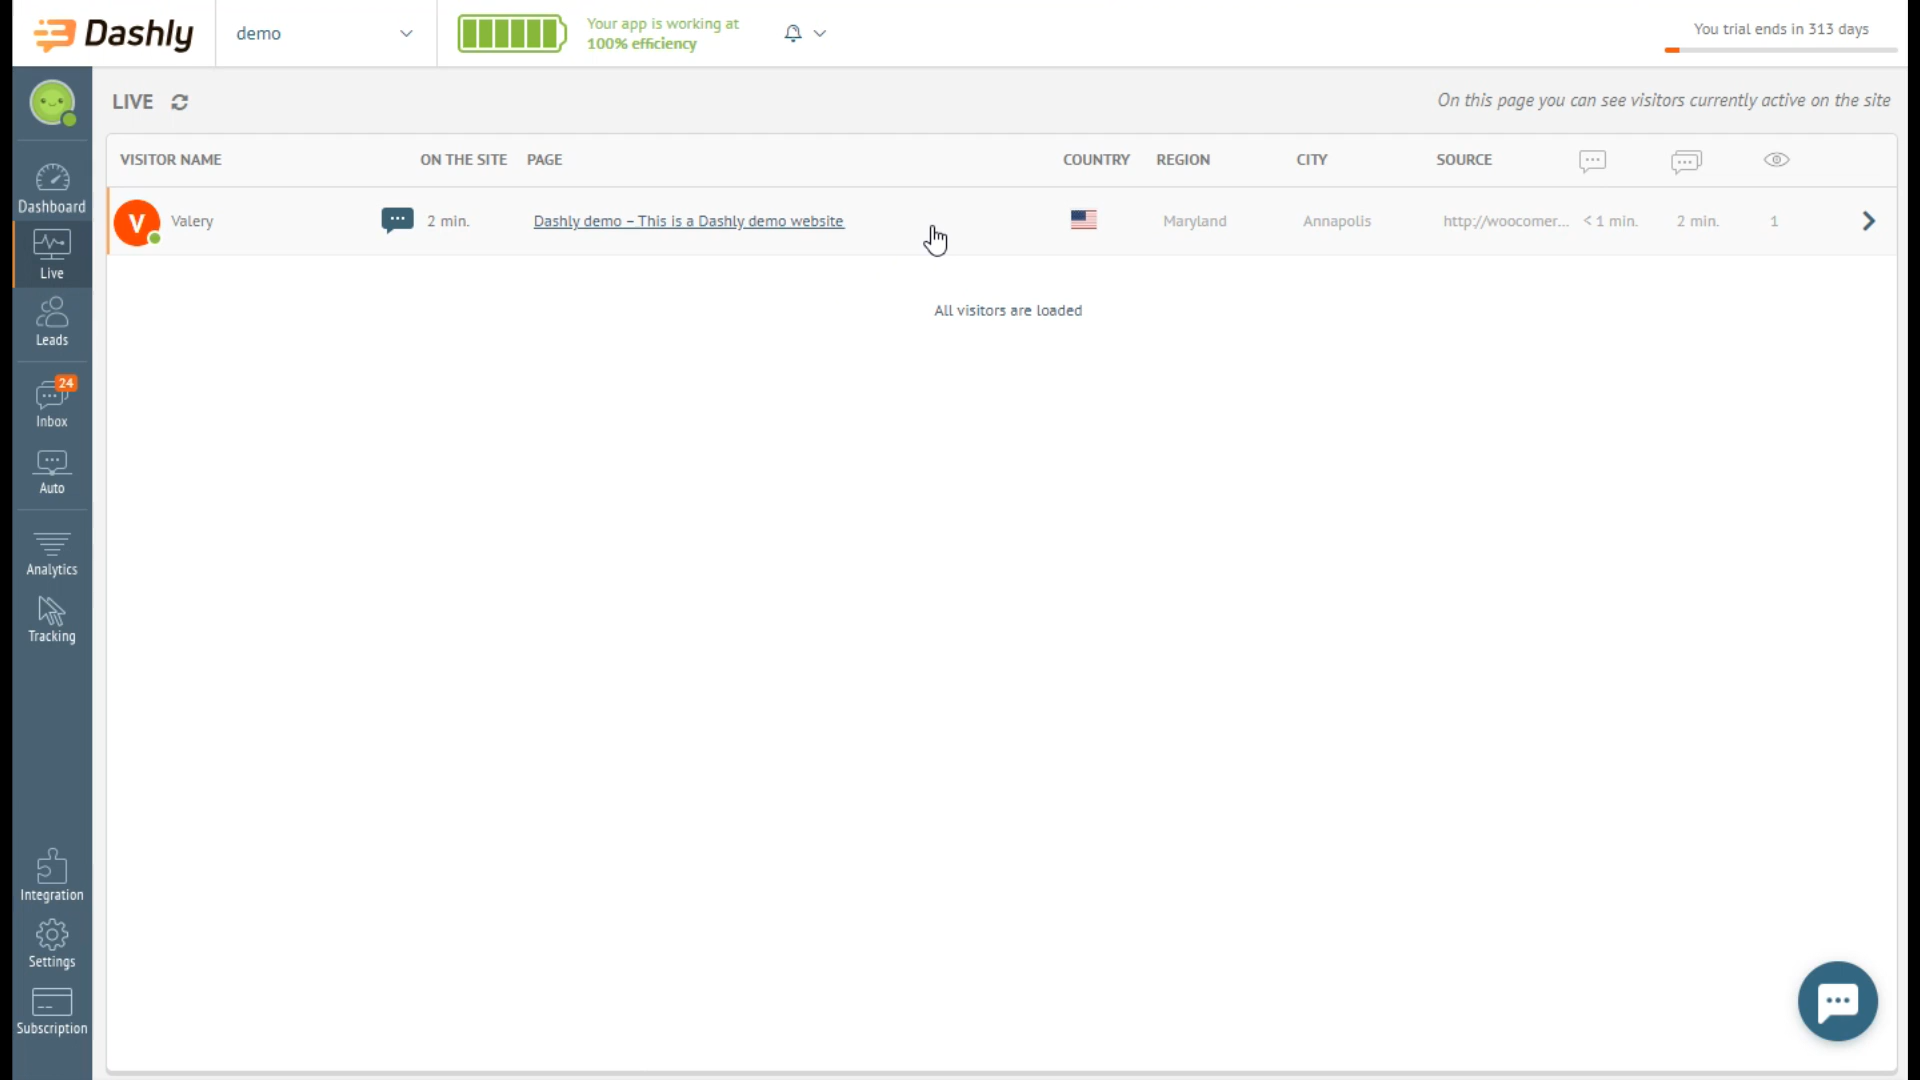 Dashly
demo
Your app is working at
100% efficiency
You trial ends in 313 days
LIVE
On this page you can see visitors currently active on the site
VISITOR NAME ON THE SITE PAGE COUNTRY REGION CITY SOURCE
V Valery 2 min. Dashly demo – This is a Dashly demo website Maryland Annapolis http://woocomer... < 1 min. 2 min. 1
All visitors are loaded
Dashboard
Live
Leads
24
Inbox
Auto
Analytics
Tracking
Integration
Settings
Subscription